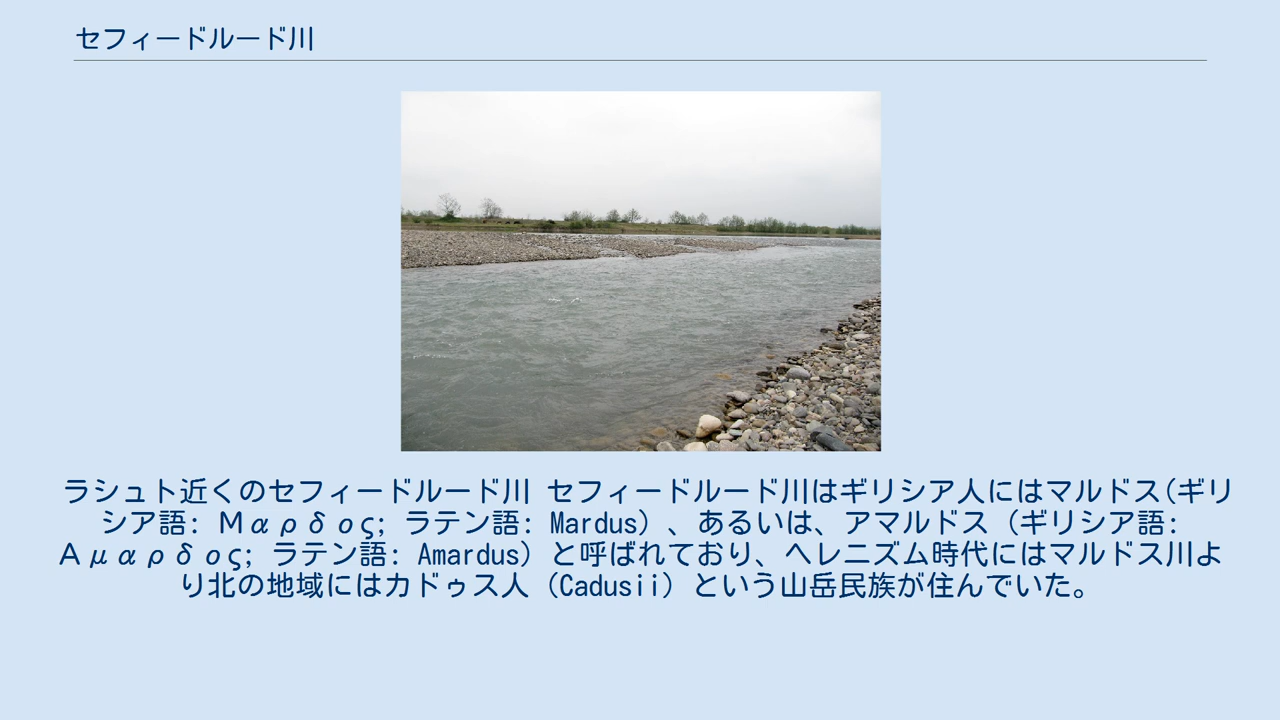 セフィードルード川
ラシュト近くのセフィードルード川 セフィードルード川はギリシア人にはマルドス(ギリ
シア語: Μαρδος; ラテン語: Mardus) 、あるいは、アマルドス (ギリシア語:
Αμαρδος; ラテン語: Amardus) と呼ばれており、ヘレニズム時代にはマルドス川よ
り北の地域にはカドゥス人 (Cadusii) という山岳民族が住んでいた。